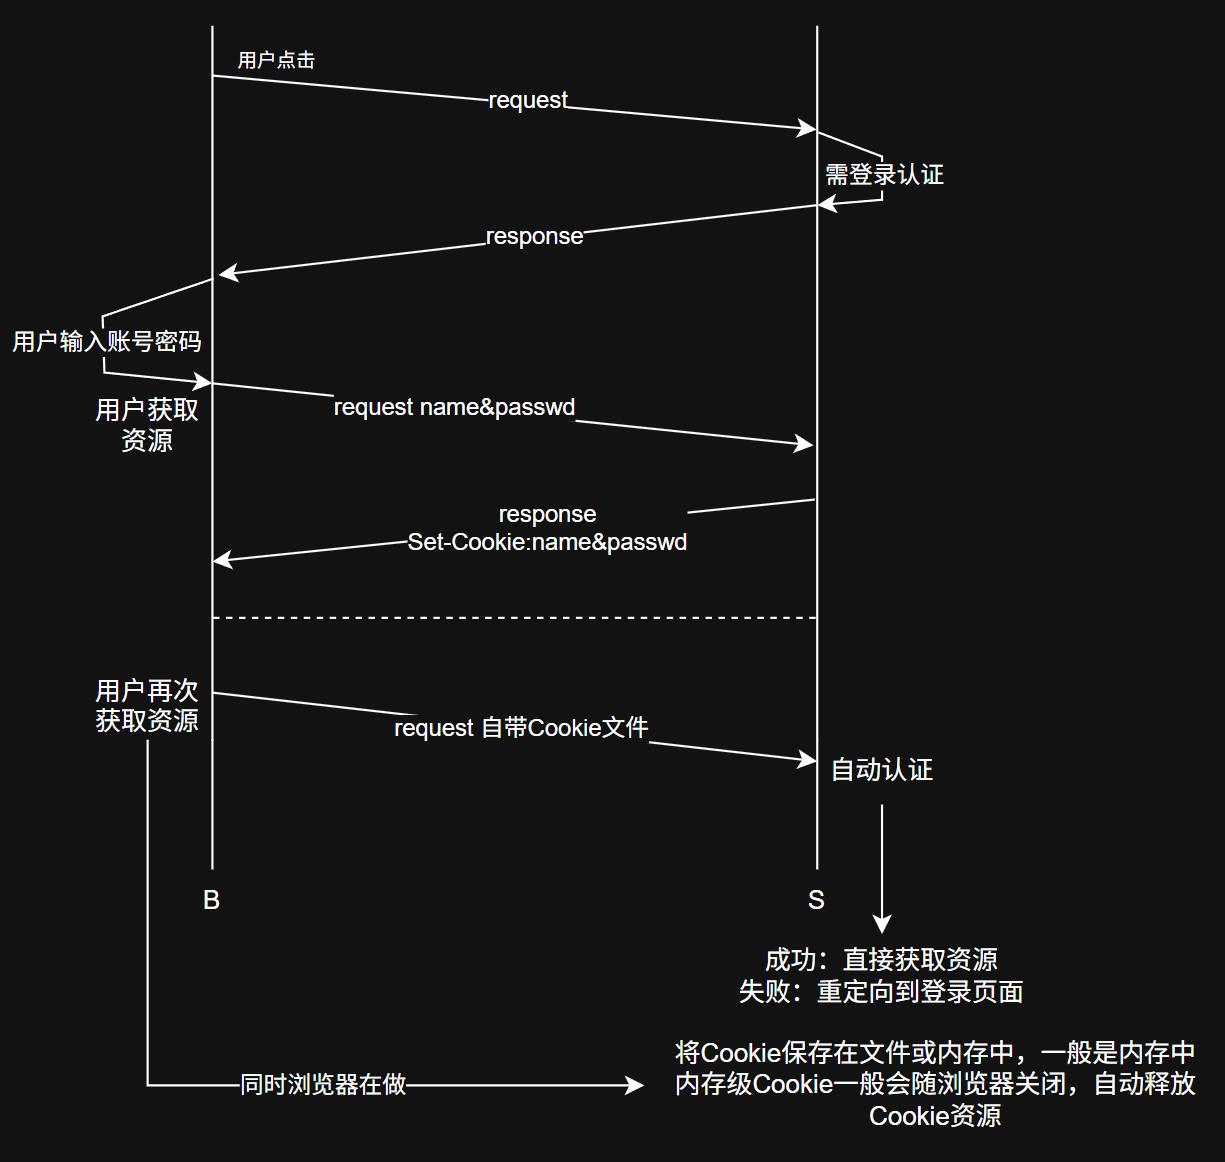 用户点击
request
需登录认证
response
用户输入账号密码
request name&passwd
用户获取
资源
response
Set-Cookie:name&passwd
用户再次
获取资源
request 自带Cookie文件
自动认证
B
S
成功：直接获取资源
失败：重定向到登录页面
将Cookie保存在文件或内存中，一般是内存中
内存级Cookie一般会随浏览器关闭，自动释放
Cookie资源
同时浏览器在做